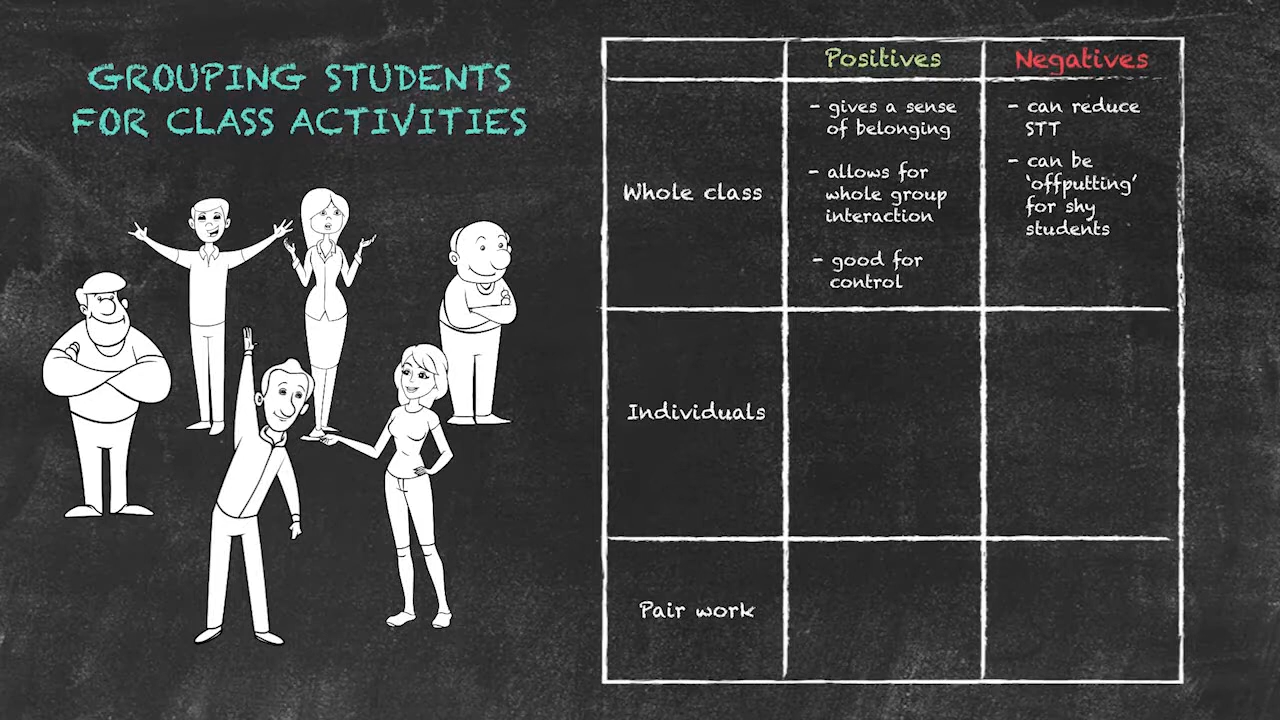 GROUPING STUDENTS
FOR CLASS ACTIVITIES
Positives
Negatives
Whole class
- gives a sense
of belonging
- allows for
whole group
interaction
- good for
control
- can reduce
STT
- can be
‘offputting’
for shy
students
Individuals
Pair work